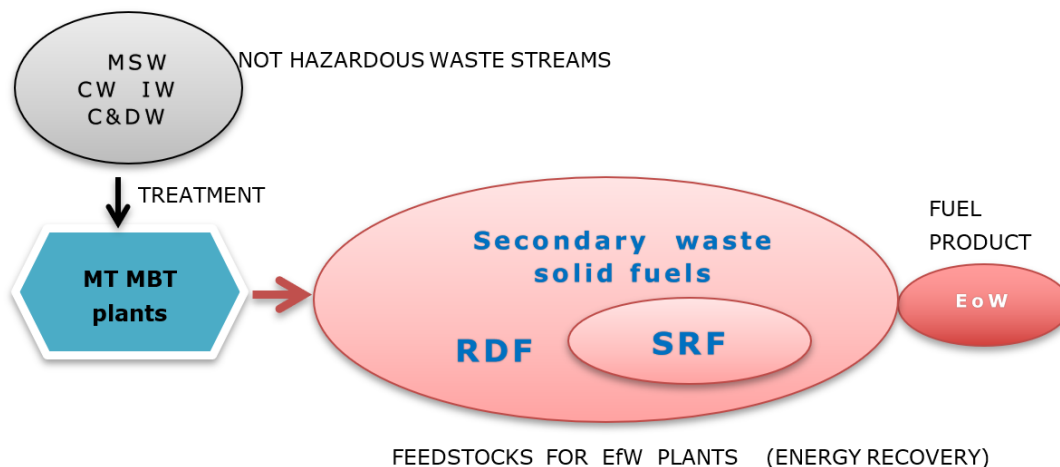 MSW
CW IW
C&DW
NOT HAZARDOUS WASTE STREAMS
TREATMENT
MT MBT
plants
Secondary waste
solid fuels
RDF
SRF
FUEL
PRODUCT
EoW
FEEDSTOCKS FOR EfW PLANTS (ENERGY RECOVERY)